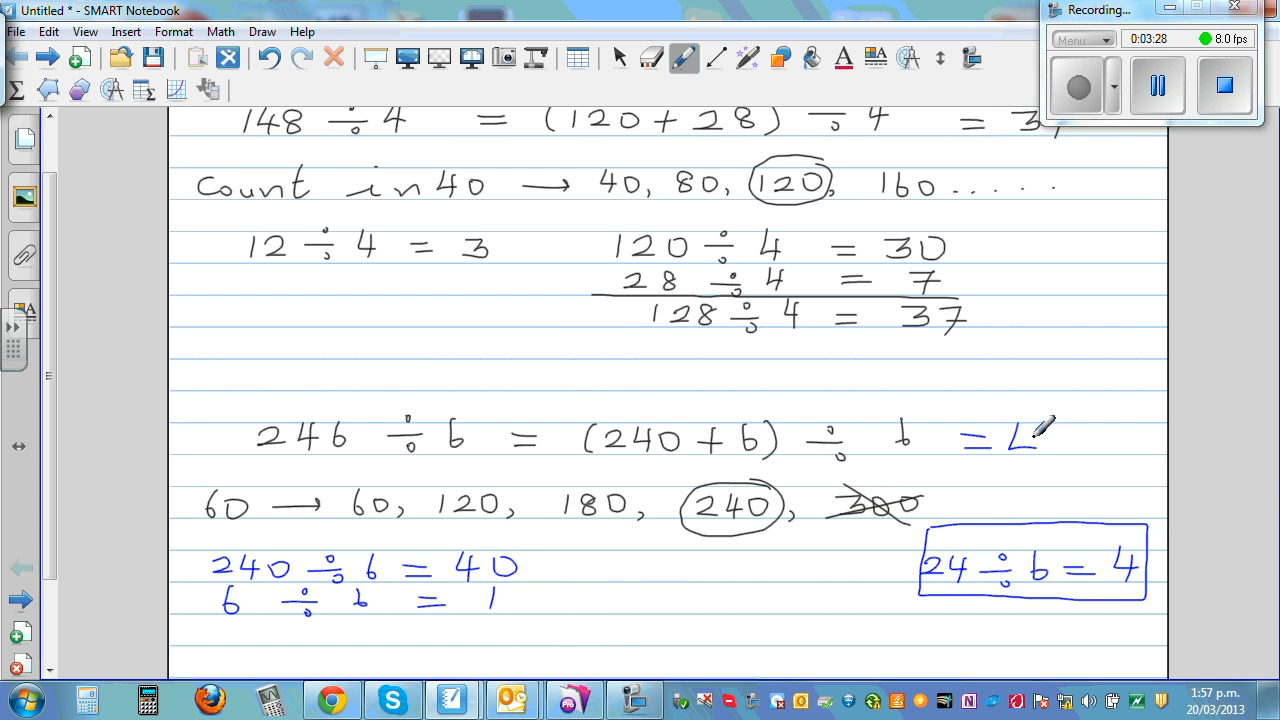 Untitled * - SMART Notebook
Recording...
File Edit View Insert Format Math Draw Help
Menu
0:03:28
8.0 fps
148 ÷ 4 = (120 + 28) ÷ 4 = 37
Count in 40 → 40, 80, 120, 160 . . . . .
12 ÷ 4 = 3
120 ÷ 4 = 30
28 ÷ 4 = 7
128 ÷ 4 = 37
246 ÷ 6 = (240 + 6) ÷ 6 =
60 → 60, 120, 180, 240, 300
240 ÷ 6 = 40
24 ÷ 6 = 4
6 ÷ 6 = 1
1:57 p.m.
20/03/2013